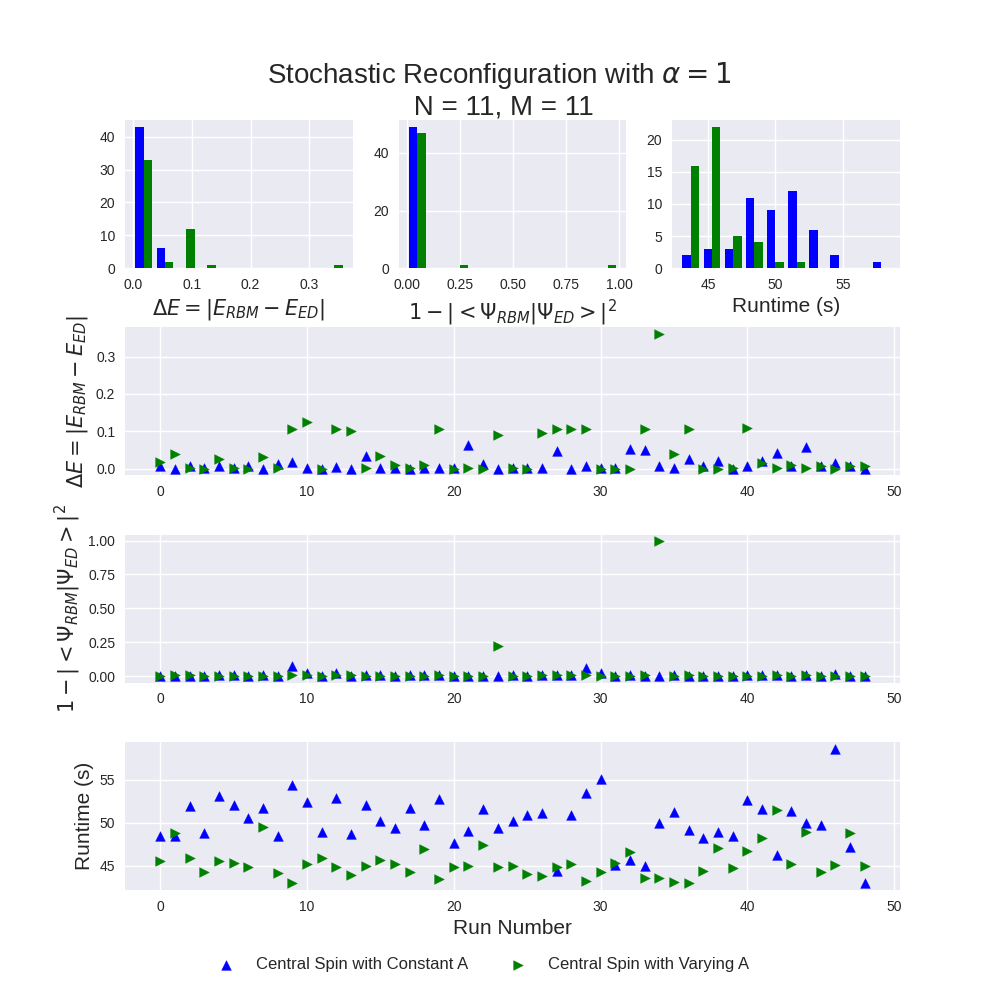 Stochastic Reconfiguration with α = 1
N = 11, M = 11
40
30
20
10
0
0.0 0.1 0.2 0.3
ΔE = |E_RBM − E_ED|
40
20
0
0.00 0.25 0.50 0.75 1.00
1 − | < Ψ_RBM|Ψ_ED > |²
20
15
10
5
0
45 50 55
Runtime (s)
ΔE = |E_RBM − E_ED|
0.3
0.2
0.1
0.0
0 10 20 30 40 50
1 − | < Ψ_RBM|Ψ_ED > |²
1.00
0.75
0.50
0.25
0.00
0 10 20 30 40 50
Runtime (s)
55
50
45
0 10 20 30 40 50
Run Number
Central Spin with Constant A Central Spin with Varying A